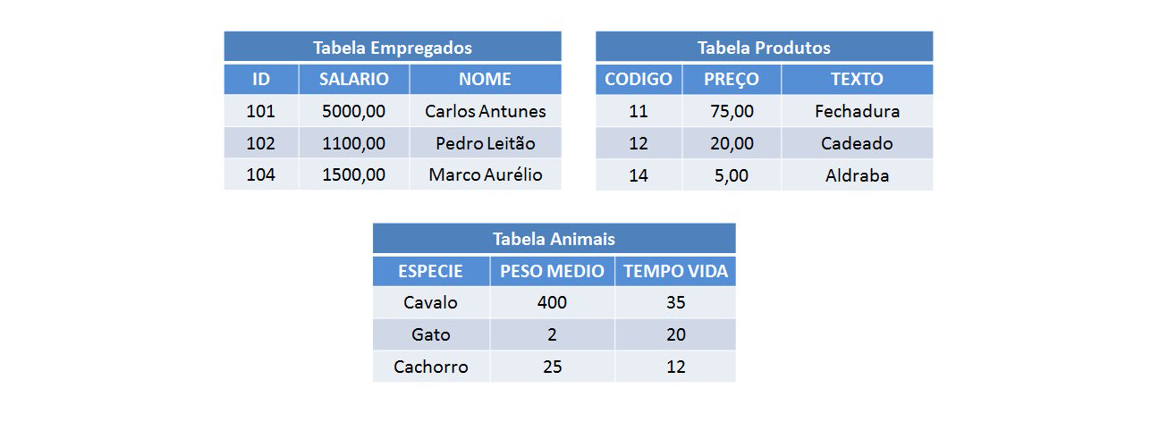 Tabela Empregados
ID SALARIO NOME
101 5000,00 Carlos Antunes
102 1100,00 Pedro Leitão
104 1500,00 Marco Aurélio
Tabela Produtos
CODIGO PREÇO TEXTO
11 75,00 Fechadura
12 20,00 Cadeado
14 5,00 Aldraba
Tabela Animais
ESPECIE PESO MEDIO TEMPO VIDA
Cavalo 400 35
Gato 2 20
Cachorro 25 12